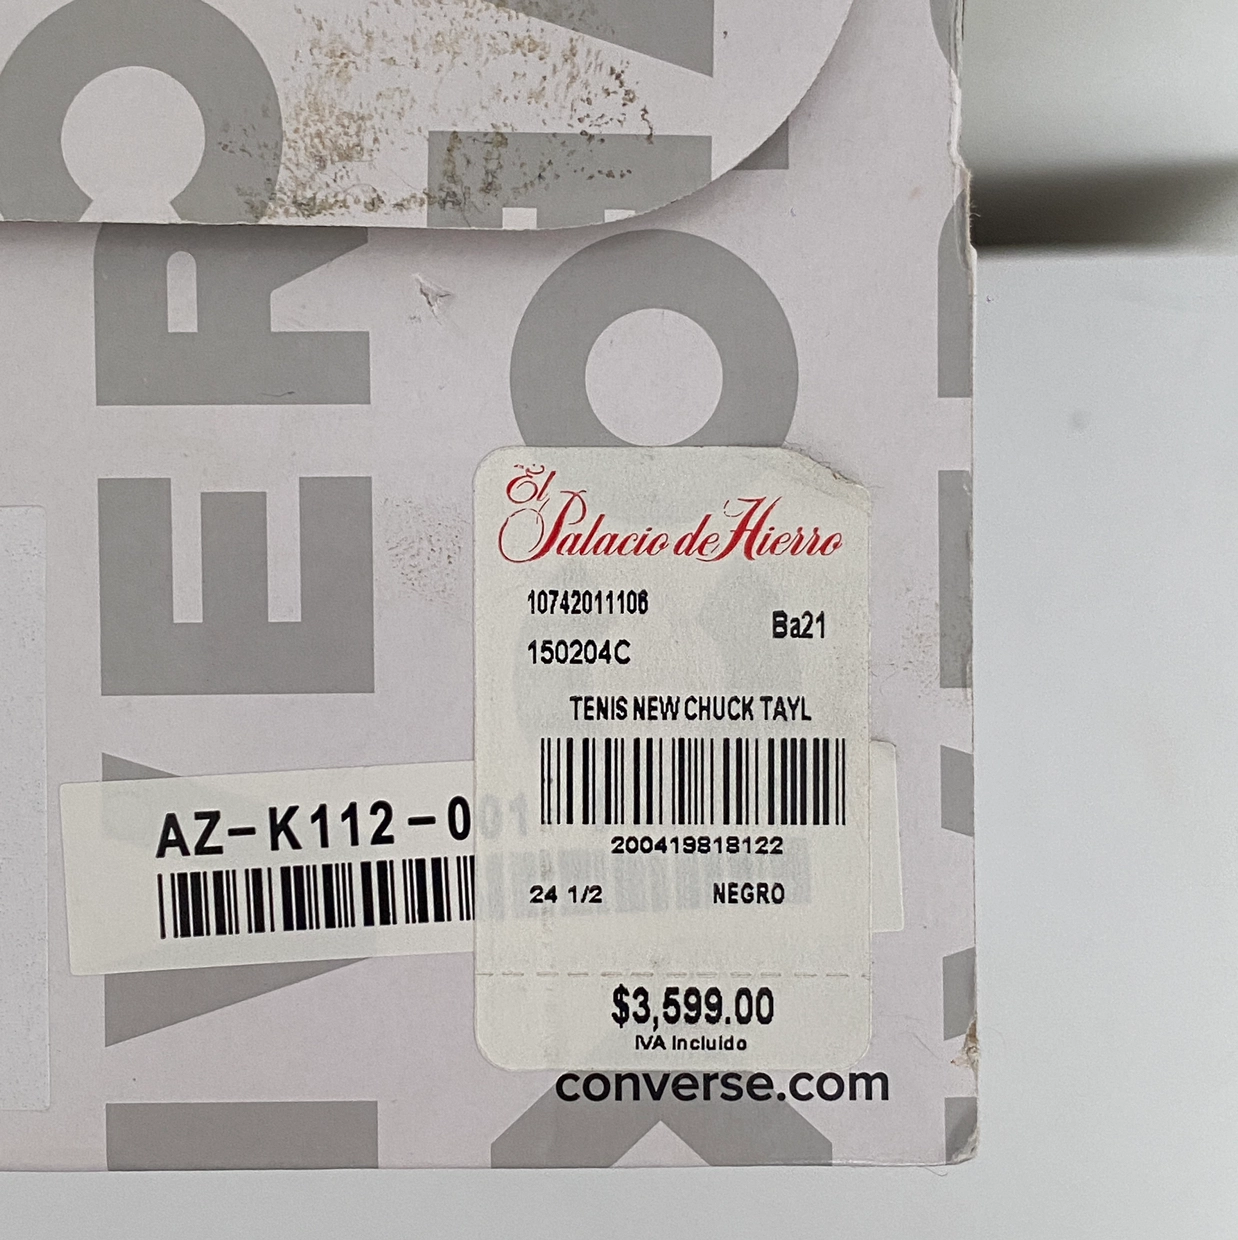 El
Palacio de Hierro
10742011106
Ba21
150204C
TENIS NEW CHUCK TAYL
200419818122
24 1/2 NEGRO
$3,599.00
IVA Incluido
AZ-K112-0
converse.com